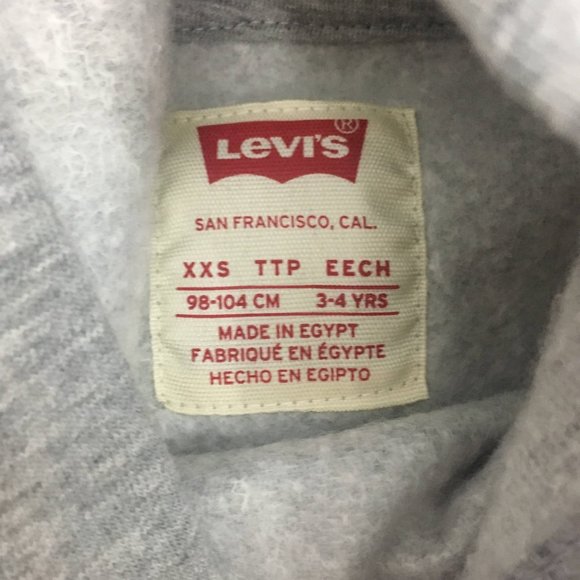 Levi's®
SAN FRANCISCO, CAL.
XXS TTP EECH
98-104 CM 3-4 YRS
MADE IN EGYPT
FABRIQUÉ EN ÉGYPTE
HECHO EN EGIPTO